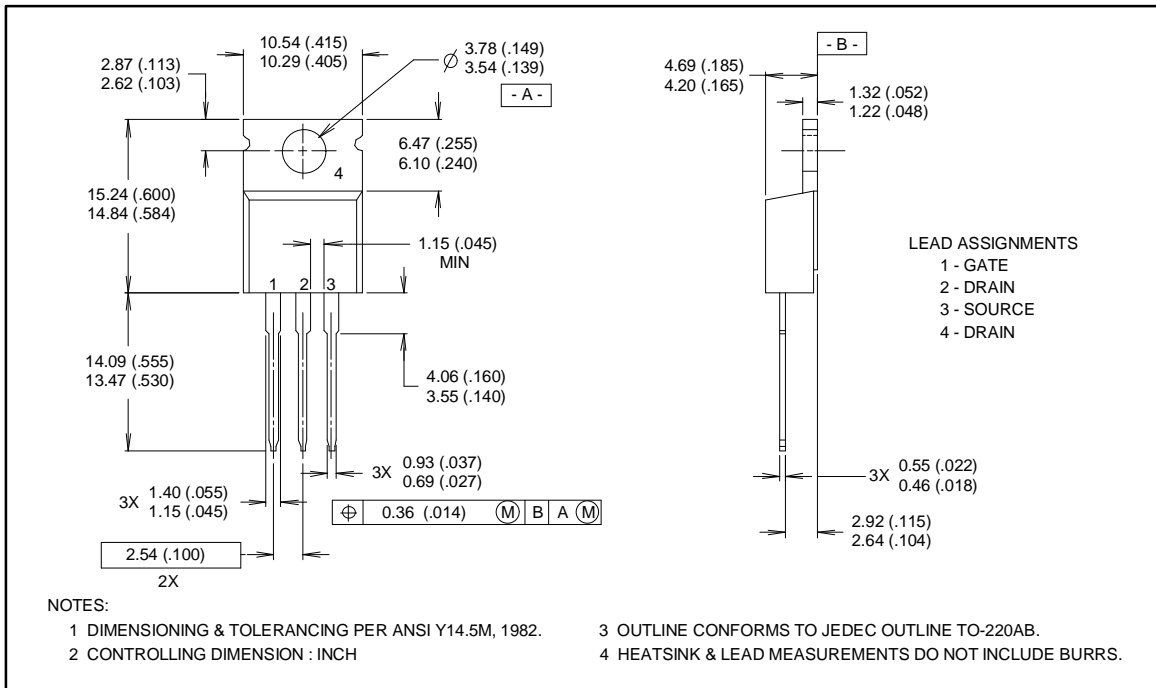 10.54 (.415)
10.29 (.405)
2.87 (.113)
2.62 (.103)
Ø 3.78 (.149)
3.54 (.139)
- A -
6.47 (.255)
6.10 (.240)
4
15.24 (.600)
14.84 (.584)
1.15 (.045)
MIN
1 2 3
14.09 (.555)
13.47 (.530)
4.06 (.160)
3.55 (.140)
3X 0.93 (.037)
0.69 (.027)
3X 1.40 (.055)
1.15 (.045)
⌖ 0.36 (.014) Ⓜ B A Ⓜ
2.54 (.100)
2X
- B -
4.69 (.185)
4.20 (.165)
1.32 (.052)
1.22 (.048)
LEAD ASSIGNMENTS
1 - GATE
2 - DRAIN
3 - SOURCE
4 - DRAIN
3X 0.55 (.022)
0.46 (.018)
2.92 (.115)
2.64 (.104)
NOTES:
1 DIMENSIONING & TOLERANCING PER ANSI Y14.5M, 1982.
2 CONTROLLING DIMENSION : INCH
3 OUTLINE CONFORMS TO JEDEC OUTLINE TO-220AB.
4 HEATSINK & LEAD MEASUREMENTS DO NOT INCLUDE BURRS.